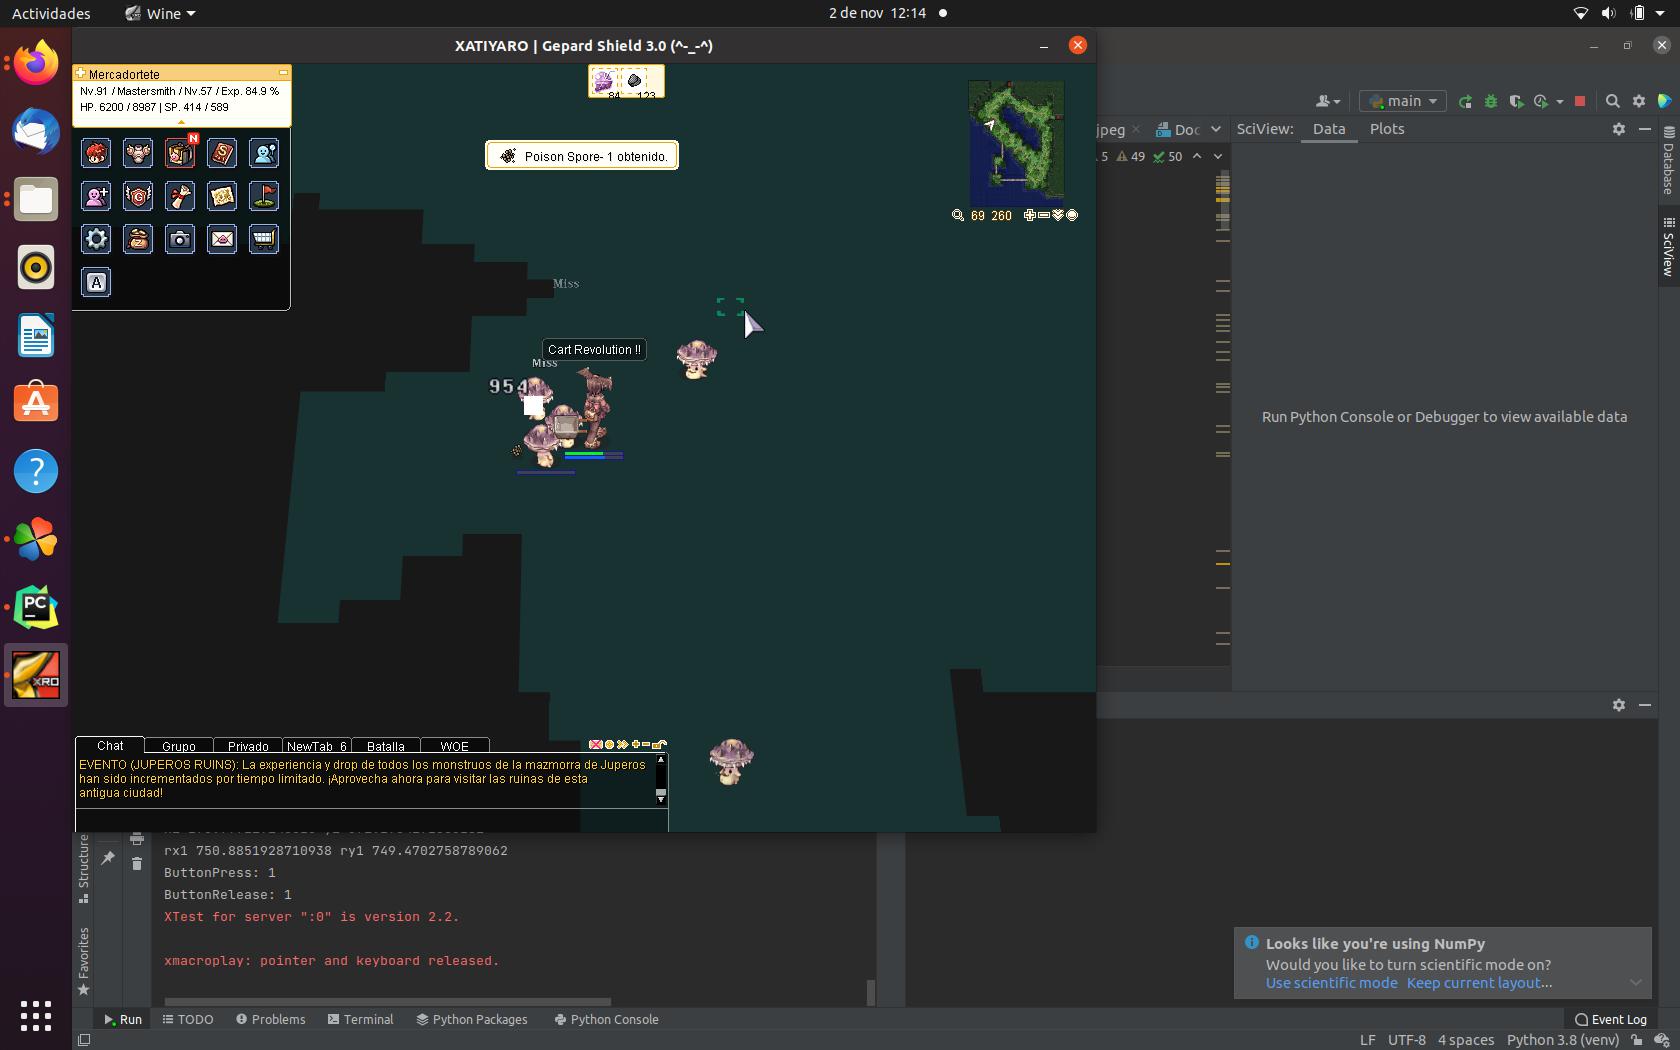 Actividades
Wine
2 de nov 12:14
XATIYARO | Gepard Shield 3.0 (^-_-^)
Mercadortete
Nv.91 / Mastersmith / Nv.57 / Exp. 84.9 %
HP. 6200 / 8987 | SP. 414 / 589
N
A
84 123
Poison Spore- 1 obtenido.
69 260
Miss
Cart Revolution !!
Miss
954
Chat
Grupo
Privado
NewTab 6
Batalla
WOE
EVENTO (JUPEROS RUINS): La experiencia y drop de todos los monstruos de la mazmorra de Juperos
han sido incrementados por tiempo limitado. ¡Aprovecha ahora para visitar las ruinas de esta
antigua ciudad!
main
jpeg
Doc
SciView:
Data
Plots
5 49 50
Database
SciView
Run Python Console or Debugger to view available data
PC
XRO
Structure
Favorites
rx1 750.8851928710938 ry1 749.4702758789062
ButtonPress: 1
ButtonRelease: 1
XTest for server ":0" is version 2.2.
xmacroplay: pointer and keyboard released.
Looks like you're using NumPy
Would you like to turn scientific mode on?
Use scientific mode Keep current layout...
Run
TODO
Problems
Terminal
Python Packages
Python Console
Event Log
LF UTF-8 4 spaces Python 3.8 (venv)